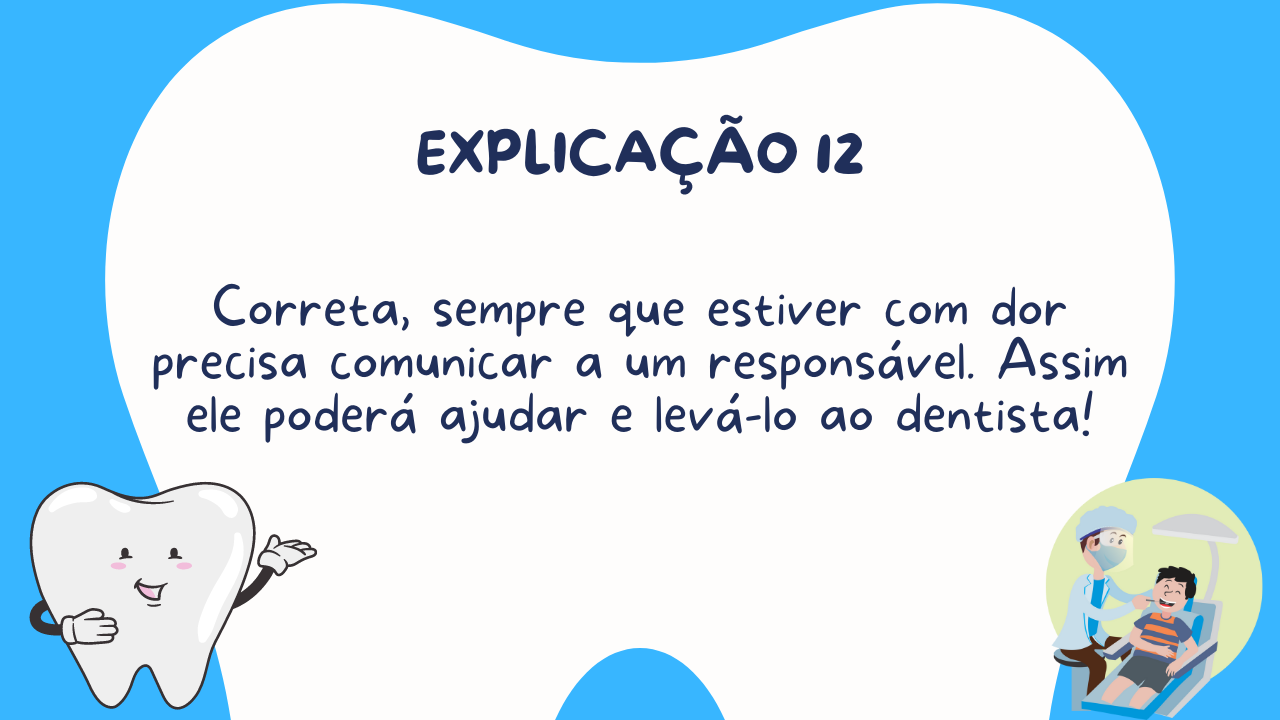 EXPLICAÇÃO 12
Correta, sempre que estiver com dor
precisa comunicar a um responsável. Assim
ele poderá ajudar e levá-lo ao dentista!